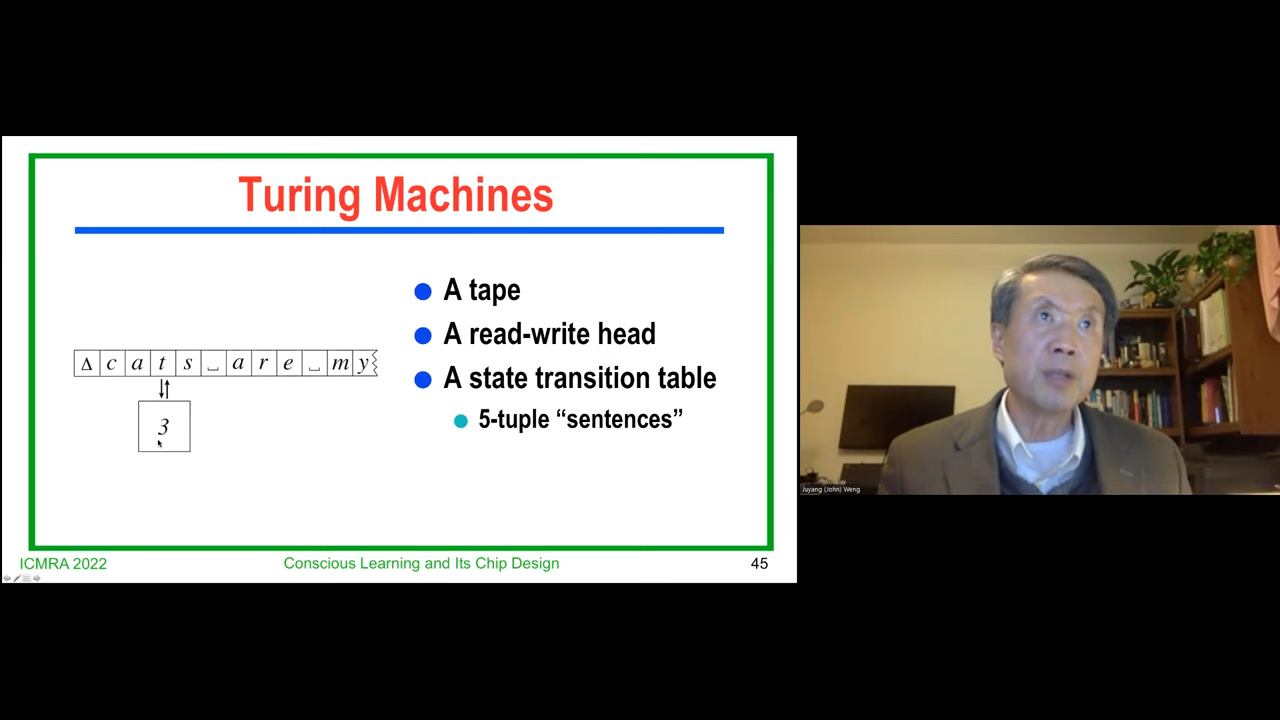 Turing Machines
A tape
A read-write head
A state transition table
5-tuple “sentences”
Δ c a t s ␣ a r e ␣ m y
3
ICMRA 2022
Conscious Learning and Its Chip Design
45
Juyang (John) Weng